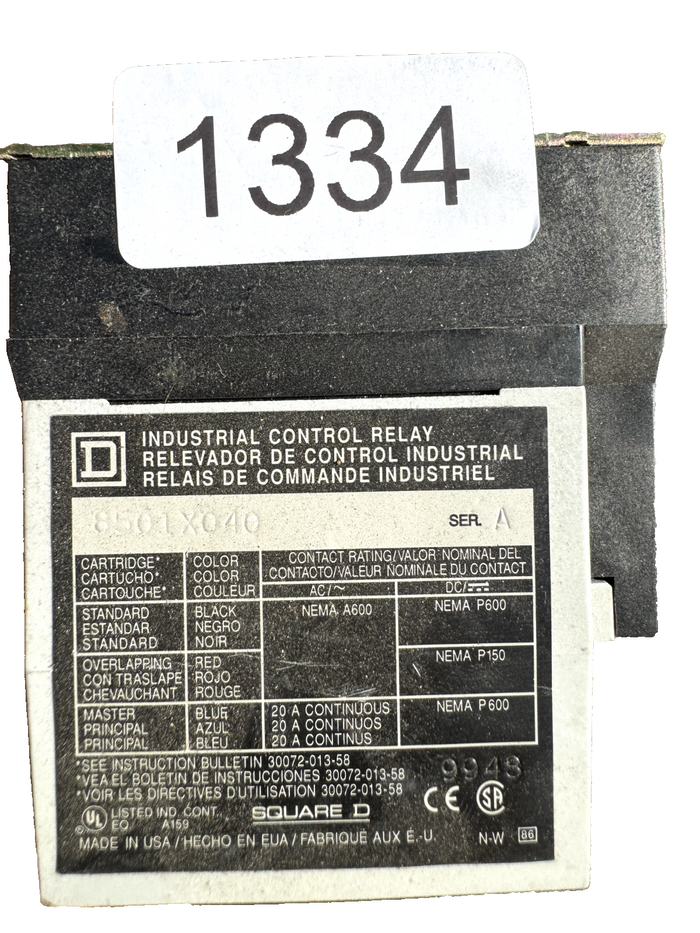 1334
D
INDUSTRIAL CONTROL RELAY
RELEVADOR DE CONTROL INDUSTRIAL
RELAIS DE COMMANDE INDUSTRIEL
8501XO40 SER. A
CARTRIDGE* COLOR CONTACT RATING/VALOR NOMINAL DEL
CARTUCHO* COLOR CONTACTO/VALEUR NOMINALE DU CONTACT
CARTOUCHE* COULEUR AC/~ DC/⎓
STANDARD BLACK NEMA A600 NEMA P600
ESTANDAR NEGRO
STANDARD NOIR
OVERLAPPING RED NEMA P150
CON TRASLAPE ROJO
CHEVAUCHANT ROUGE
MASTER BLUE 20 A CONTINUOUS NEMA P600
PRINCIPAL AZUL 20 A CONTINUOS
PRINCIPAL BLEU 20 A CONTINUS
*SEE INSTRUCTION BULLETIN 30072-013-58
*VEA EL BOLETIN DE INSTRUCCIONES 30072-013-58 9948
*VOIR LES DIRECTIVES D'UTILISATION 30072-013-58
UL LISTED IND. CONT. SQUARE D CE SA
EQ. A159
MADE IN USA / HECHO EN EUA / FABRIQUÉ AUX É.-U. N-W 86